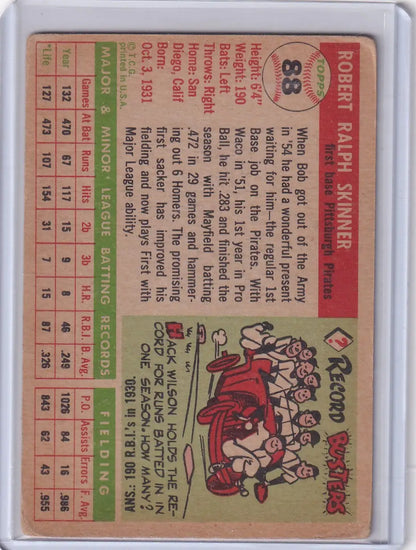 TOPPS
88
ROBERT RALPH SKINNER
first base Pittsburgh Pirates
Height: 6'4"
Weight: 190
Bats: Left
Throws: Right
Home: San
Diego, Calif
Born:
Oct. 3, 1931
© T.C.G.
printed in U.S.A.
When Bob got out of the Army
in '54 he had a wonderful present
waiting for him—the regular 1st
Base job on the Pirates. With
Waco in '51, his 1st year in Pro
Ball, he hit .283 and finished the
season with Mayfield batting
.472 in 29 games and hammer-
ing out 6 Homers. The promising
first sacker has improved his
fielding and now plays First with
Major League ability.
?
RECORD
BUSTERS
HACK WILSON HOLDS THE RE-
CORD FOR RUNS BATTED IN IN
ONE SEASON. HOW MANY?
ANS.: 190 R.B.I.'s, in 1930.
MAJOR & MINOR LEAGUE BATTING RECORDS FIELDING
Games At Bat Runs Hits 2b 3b H.R. R.B.I. B. Avg. P.O. Assists Errors F. Avg.
Year 132 470 67 117 15 9 8 46 .249 1026 84 16 .986
*Life 127 473 107 154 31 7 15 87 .326 843 62 43 .955